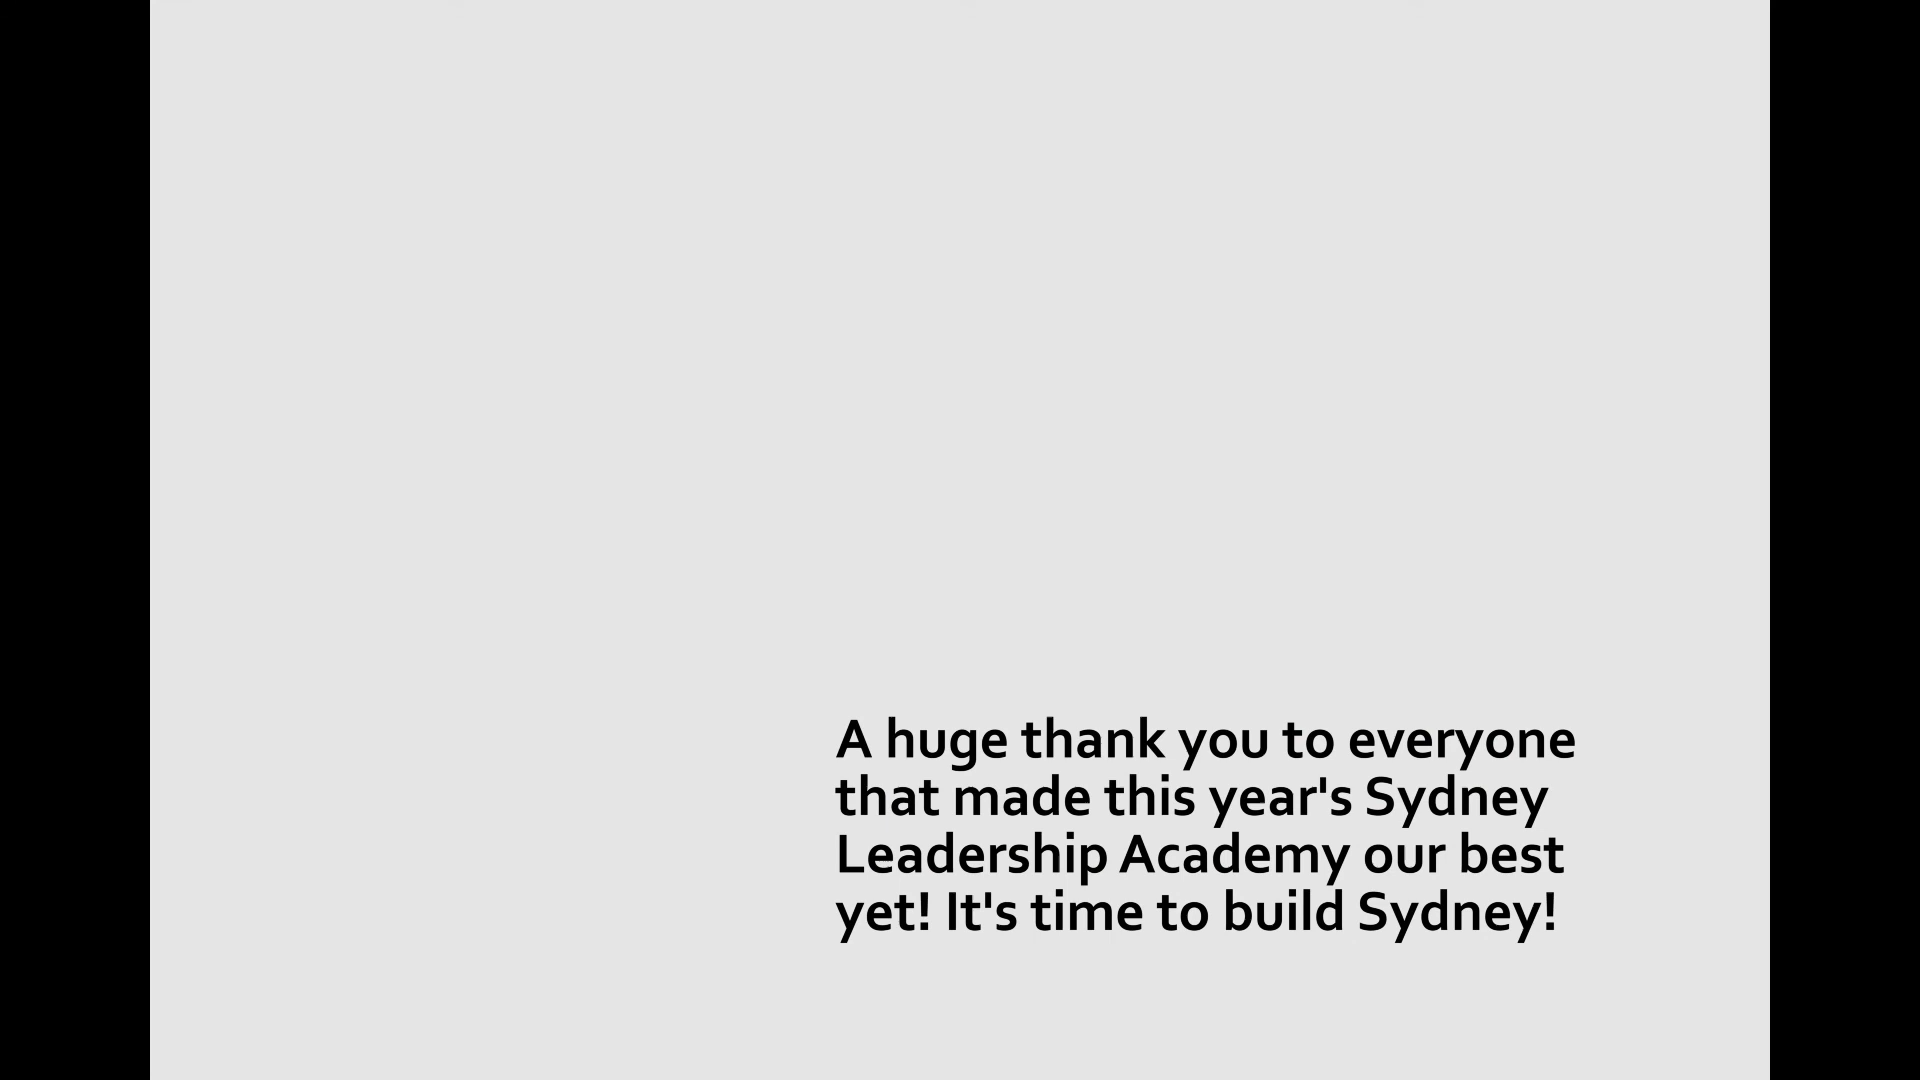 A huge thank you to everyone
that made this year's Sydney
Leadership Academy our best
yet! It's time to build Sydney!